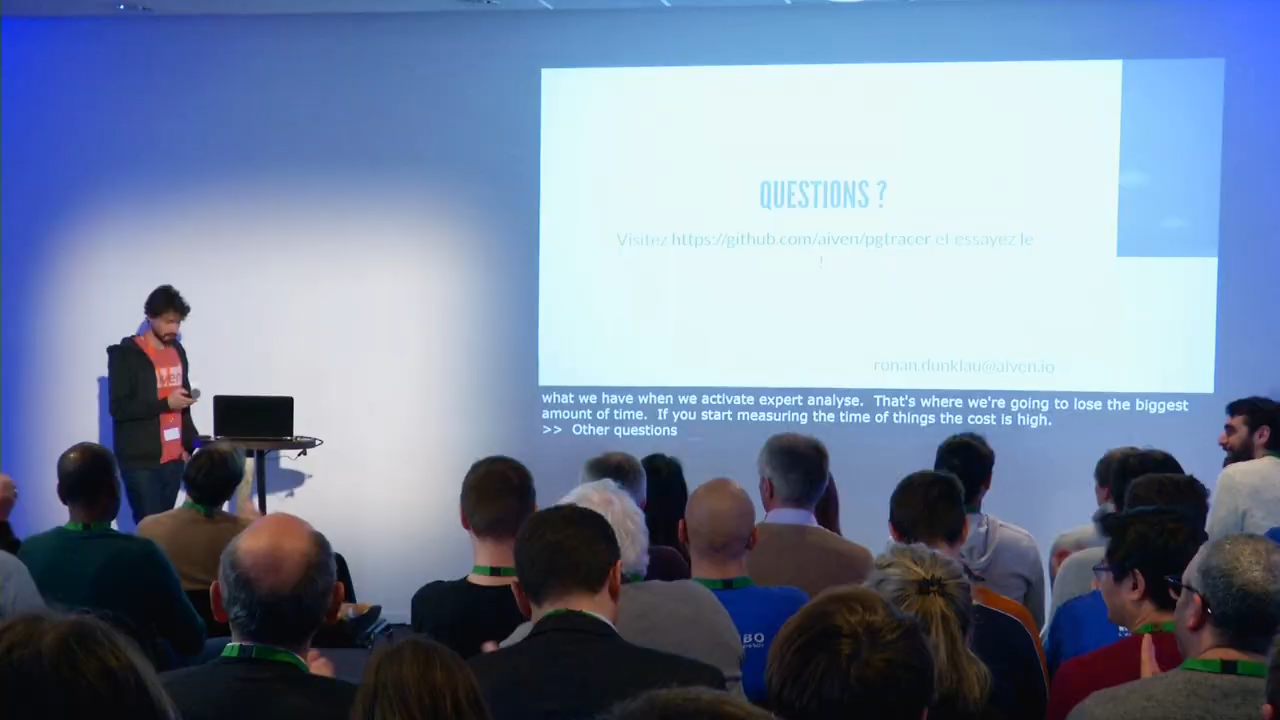 QUESTIONS ?
Visitez https://github.com/aiven/pgtracer et essayez le
!
ronan.dunklau@aiven.io
what we have when we activate expert analyse. That's where we're going to lose the biggest
amount of time. If you start measuring the time of things the cost is high.
>> Other questions
BO